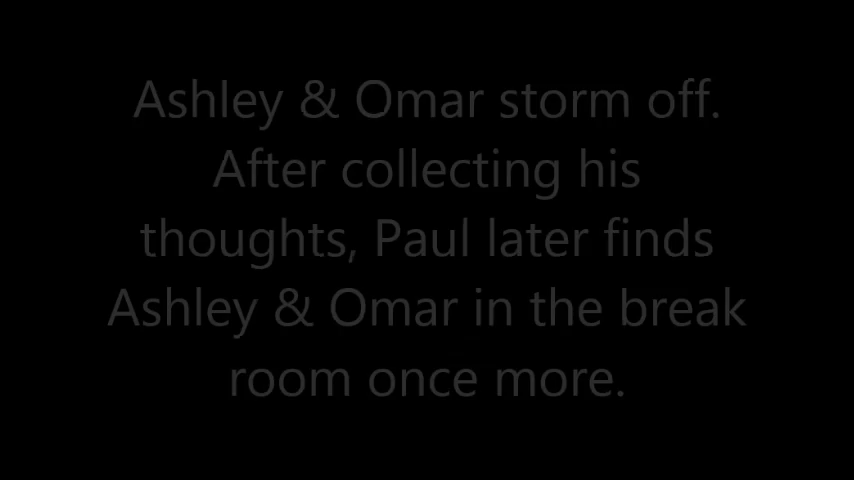 Ashley & Omar storm off.
After collecting his
thoughts, Paul later finds
Ashley & Omar in the break
room once more.